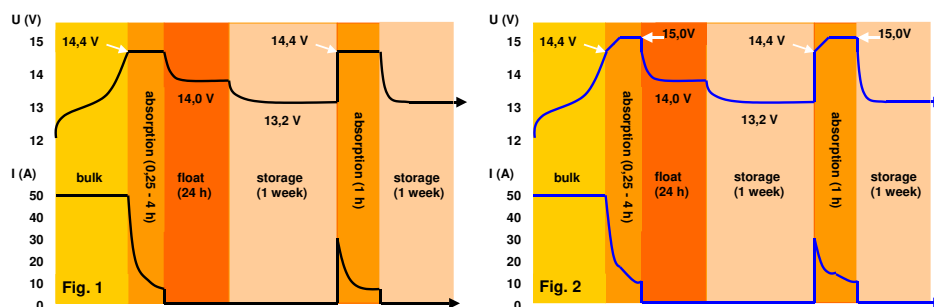 U (V)
15
14
13
12
14,4 V
14,0 V
13,2 V
14,4 V
I (A)
50
40
30
20
10
0
bulk
absorption (0,25 - 4 h)
float
(24 h)
storage
(1 week)
absorption (1 h)
storage
(1 week)
Fig. 1
U (V)
15
14
13
12
14,4 V
15,0V
14,0 V
13,2 V
14,4 V
15,0V
I (A)
50
40
30
20
10
0
bulk
absorption (0,25 - 4 h)
float
(24 h)
storage
(1 week)
absorption (1 h)
storage
(1 week)
Fig. 2